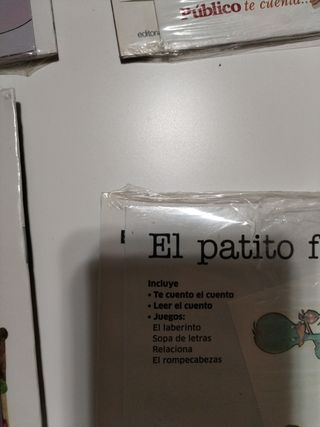 Público te cuenta...
editori
El patito f
Incluye
• Te cuento el cuento
• Leer el cuento
• Juegos:
El laberinto
Sopa de letras
Relaciona
El rompecabezas